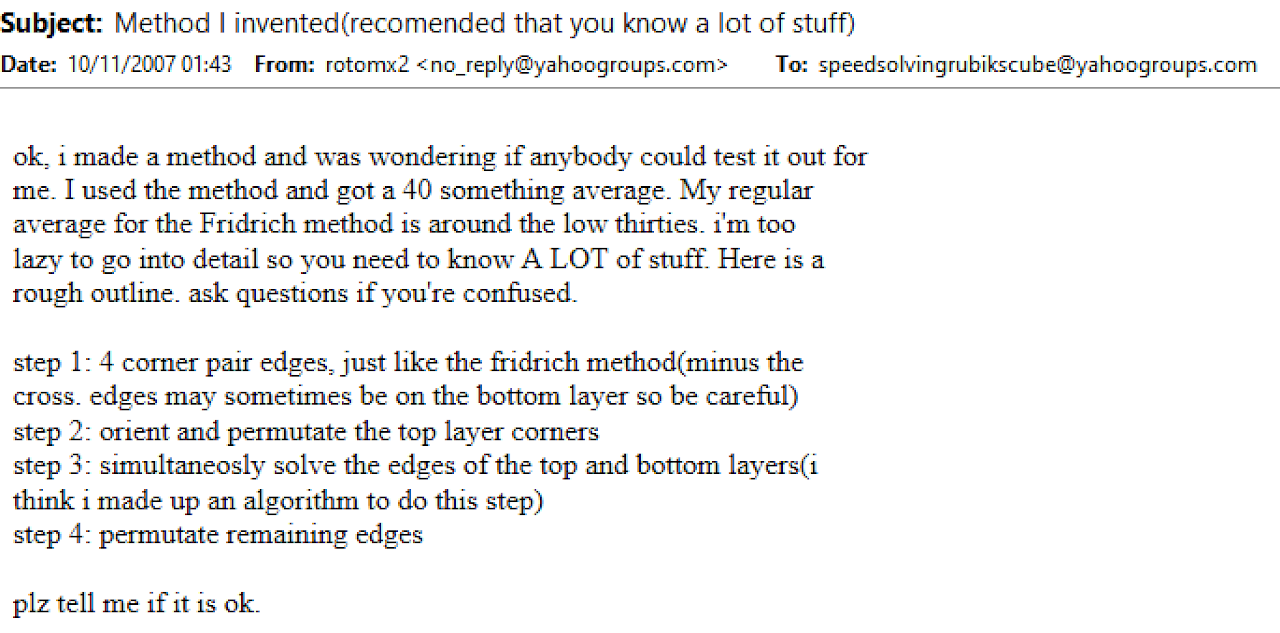 Subject: Method I invented(recomended that you know a lot of stuff)
Date: 10/11/2007 01:43 From: rotomx2 <no_reply@yahoogroups.com> To: speedsolvingrubikscube@yahoogroups.com
ok, i made a method and was wondering if anybody could test it out for
me. I used the method and got a 40 something average. My regular
average for the Fridrich method is around the low thirties. i'm too
lazy to go into detail so you need to know A LOT of stuff. Here is a
rough outline. ask questions if you're confused.
step 1: 4 corner pair edges, just like the fridrich method(minus the
cross. edges may sometimes be on the bottom layer so be careful)
step 2: orient and permutate the top layer corners
step 3: simultaneosly solve the edges of the top and bottom layers(i
think i made up an algorithm to do this step)
step 4: permutate remaining edges
plz tell me if it is ok.